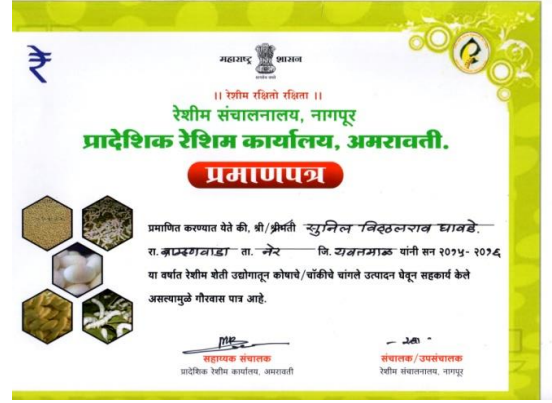 महाराष्ट्र शासन
।। रेशीम रक्षितो रक्षिता ।।
रेशीम संचालनालय, नागपूर
प्रादेशिक रेशिम कार्यालय, अमरावती.
प्रमाणपत्र
प्रमाणित करण्यात येते की, श्री/श्रीमती सुनिल विठ्ठलराव घावडे.
रा. ब्राम्हणवाडा ता. नेर जि. यवतमाळ यांनी सन २०१५- २०१६
या वर्षात रेशीम शेती उद्योगातून कोषाचे/चॉकीचे चांगले उत्पादन घेवून सहकार्य केले
असल्यामुळे गौरवास पात्र आहे.
सहाय्यक संचालक
प्रादेशिक रेशीम कार्यालय, अमरावती
संचालक/उपसंचालक
रेशीम संचालनालय, नागपूर